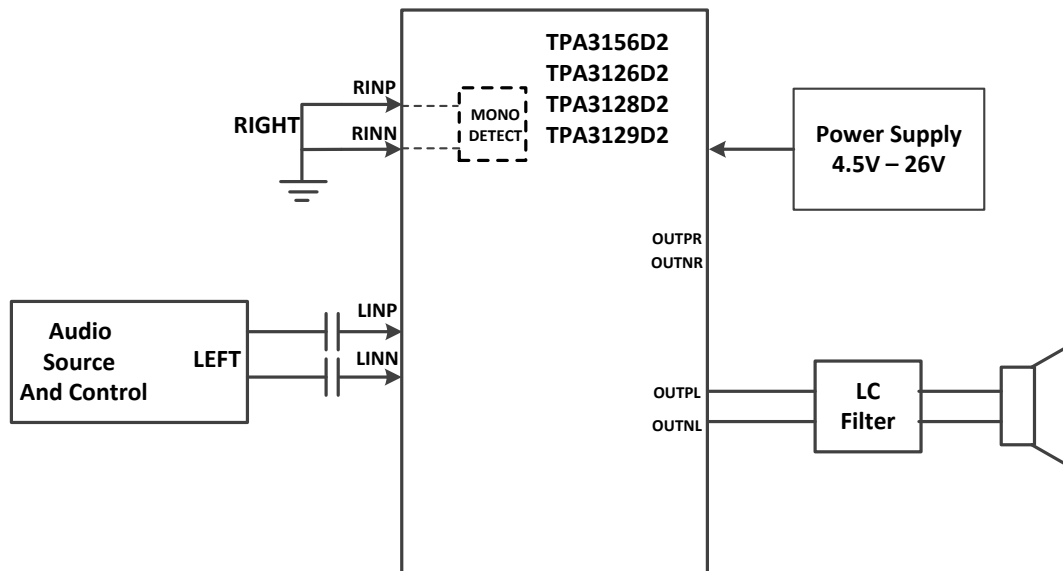 TPA3156D2
TPA3126D2
TPA3128D2
TPA3129D2
RINP
RIGHT
RINN
MONO
DETECT
Power Supply
4.5V – 26V
OUTPR
OUTNR
Audio
Source
And Control
LEFT
LINP
LINN
OUTPL
OUTNL
LC
Filter